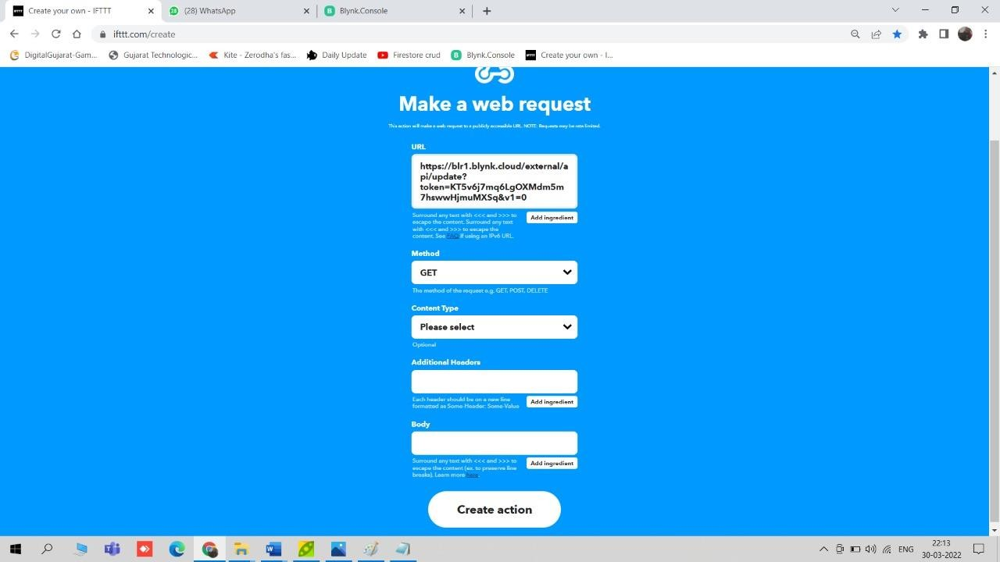 Create your own - IFTTT
(28) WhatsApp
Blynk.Console
ifttt.com/create
DigitalGujarat-Gam...
Gujarat Technologic...
Kite - Zerodha's fas...
Daily Update
Firestore crud
Blynk.Console
Create your own - I...
Make a web request
This action will make a web request to a publicly accessible URL. NOTE: Requests may be rate limited.
URL
https://blr1.blynk.cloud/external/a
pi/update?
token=KT5v6j7mq6LgOXMdm5m
7hswwHjmuMXSq&v1=0
Surround any text with <<< and >>> to
escape the content. Surround any text
with <<< and >>> to escape the
content. See FAQ if using an IPv6 URL.
Add ingredient
Method
GET
The method of the request e.g. GET, POST, DELETE
Content Type
Please select
Optional
Additional Headers
Each header should be on a new line
formatted as Some-Header: Some-Value
Add ingredient
Body
Surround any text with <<< and >>> to
escape the content (ex. to preserve line
breaks). Learn more here.
Add ingredient
Create action
ENG
22:13
30-03-2022